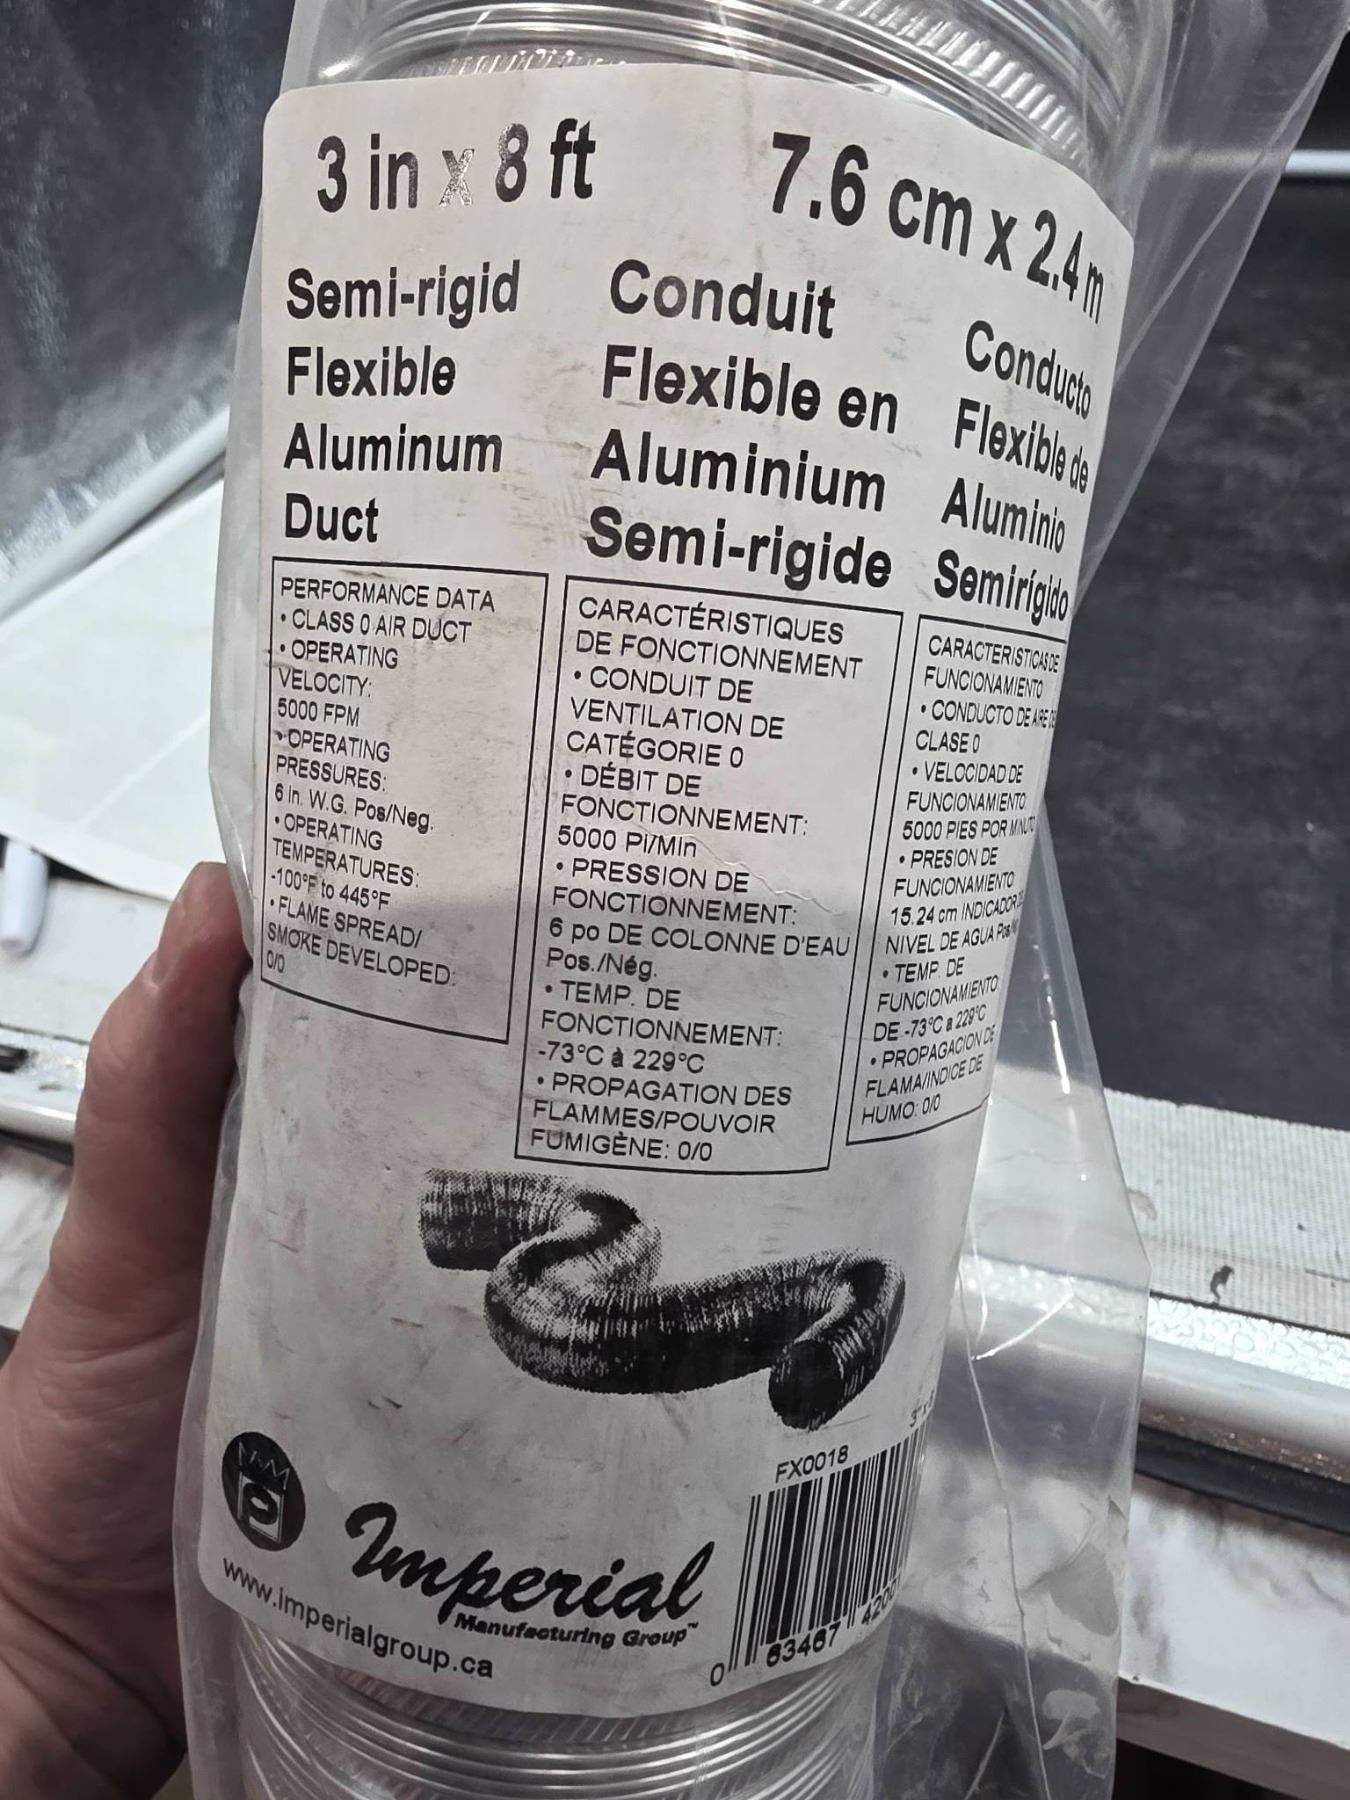 3 in x 8 ft
7.6 cm x 2.4 m
Semi-rigid
Flexible
Aluminum
Duct
Conduit
Flexible en
Aluminium
Semi-rigide
Conducto
Flexible de
Aluminio
Semirígido
PERFORMANCE DATA
• CLASS 0 AIR DUCT
• OPERATING
VELOCITY:
5000 FPM
• OPERATING
PRESSURES:
6 in. W.G. Pos/Neg.
• OPERATING
TEMPERATURES:
-100°F to 445°F
• FLAME SPREAD/
SMOKE DEVELOPED:
0/0
CARACTÉRISTIQUES
DE FONCTIONNEMENT
• CONDUIT DE
VENTILATION DE
CATÉGORIE 0
• DÉBIT DE
FONCTIONNEMENT:
5000 Pi/Min
• PRESSION DE
FONCTIONNEMENT:
6 po DE COLONNE D'EAU
Pos./Nég.
• TEMP. DE
FONCTIONNEMENT:
-73°C à 229°C
• PROPAGATION DES
FLAMMES/POUVOIR
FUMIGÈNE: 0/0
CARACTERISTICAS DE
FUNCIONAMIENTO
• CONDUCTO DE AIRE
CLASE 0
• VELOCIDAD DE
FUNCIONAMIENTO:
5000 PIES POR MINUTO
• PRESION DE
FUNCIONAMIENTO
15.24 cm INDICADOR
NIVEL DE AGUA
• TEMP. DE
FUNCIONAMIENTO:
DE -73°C a 229°C
• PROPAGACION DE
FLAMA/INDICE DE
HUMO: 0/0
Imperial
Manufacturing Group™
www.imperialgroup.ca
FX0018
0 63467